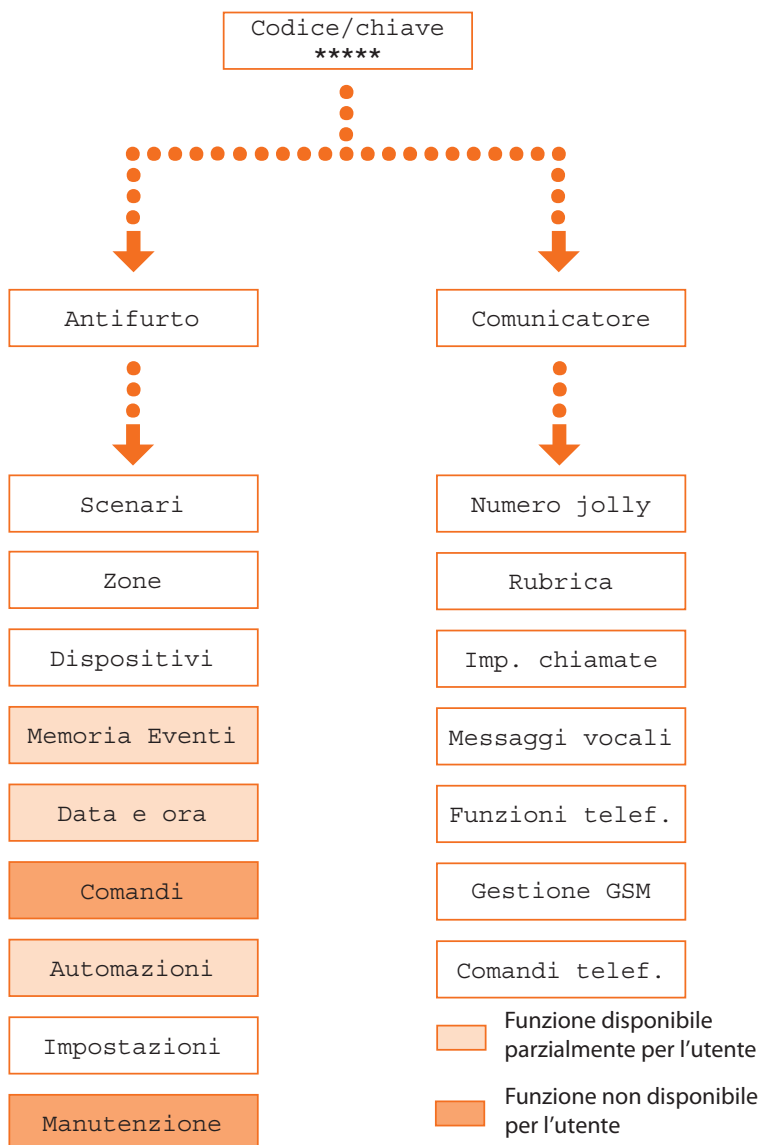 Codice/chiave
*****
Antifurto
Comunicatore
Scenari
Zone
Dispositivi
Memoria Eventi
Data e ora
Comandi
Automazioni
Impostazioni
Manutenzione
Numero jolly
Rubrica
Imp. chiamate
Messaggi vocali
Funzioni telef.
Gestione GSM
Comandi telef.
Funzione disponibile
parzialmente per l'utente
Funzione non disponibile
per l'utente